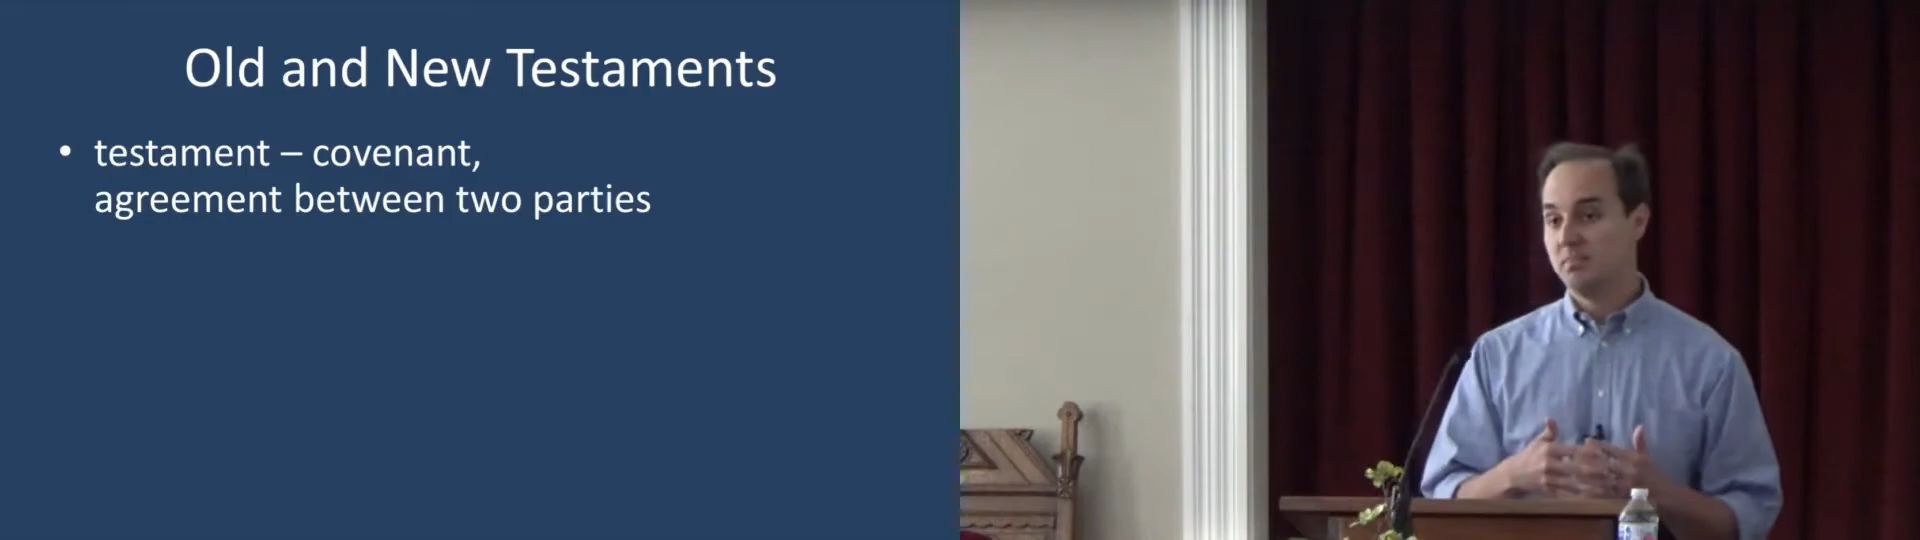 Old and New Testaments
• testament – covenant,
agreement between two parties